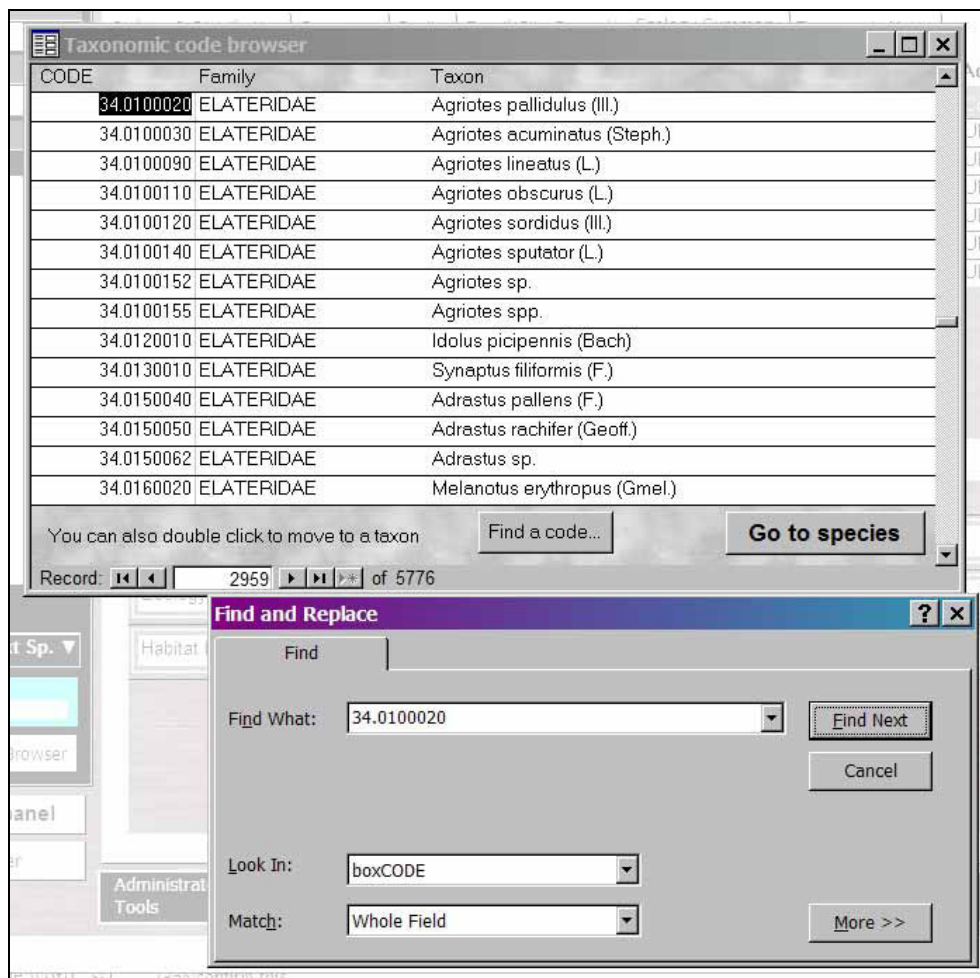 Taxonomic code browser
CODE Family Taxon
34.0100020 ELATERIDAE Agriotes pallidulus (Ill.)
34.0100030 ELATERIDAE Agriotes acuminatus (Steph.)
34.0100090 ELATERIDAE Agriotes lineatus (L.)
34.0100110 ELATERIDAE Agriotes obscurus (L.)
34.0100120 ELATERIDAE Agriotes sordidus (Ill.)
34.0100140 ELATERIDAE Agriotes sputator (L.)
34.0100152 ELATERIDAE Agriotes sp.
34.0100155 ELATERIDAE Agriotes spp.
34.0120010 ELATERIDAE Idolus picipennis (Bach)
34.0130010 ELATERIDAE Synaptus filiformis (F.)
34.0150040 ELATERIDAE Adrastus pallens (F.)
34.0150050 ELATERIDAE Adrastus rachifer (Geoff.)
34.0150062 ELATERIDAE Adrastus sp.
34.0160020 ELATERIDAE Melanotus erythropus (Gmel.)
You can also double click to move to a taxon Find a code... Go to species
Record: 2959 of 5776
Find and Replace
Sp.
Habitat
Find
Find What: 34.0100020 Find Next
Cancel
Look In: boxCODE
Administrat
Tools
Match: Whole Field More >>